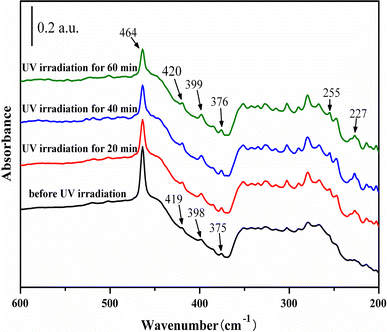 0.2 a.u.
464
UV irradiation for 60 min
420
399
376
255
227
UV irradiation for 40 min
UV irradiation for 20 min
before UV irradiation
419
398
375
Absorbance
600 500 400 300 200
Wavenumber(cm-1)